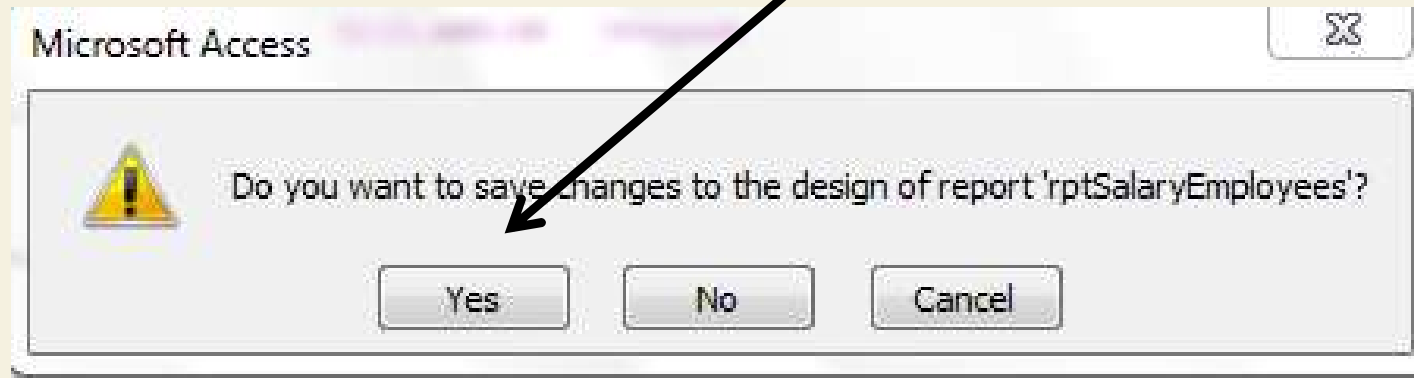 Microsoft Access
Do you want to save changes to the design of report 'rptSalaryEmployees'?
Yes No Cancel